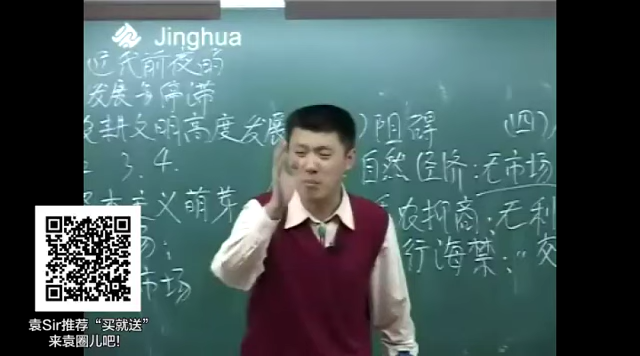 Jinghua
近代前夜的
发展与停滞
农耕文明高度发展
3. 4.
主义萌芽
市场
阻碍
自然经济:无市场
农抑商;无利
行海禁;"交
(四)
袁Sir推荐“买就送”
来袁圈儿吧!